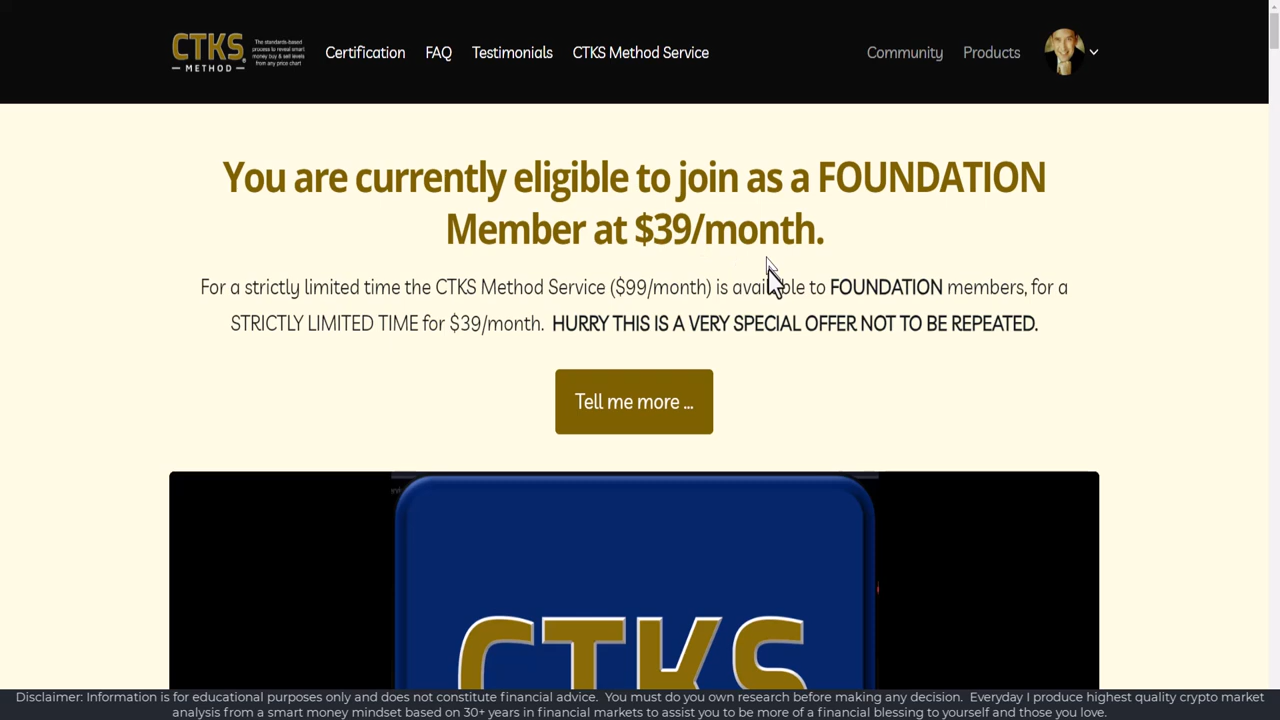 CTKS
METHOD
The standards-based
process to reveal smart
money buy & sell levels
from any price chart
Certification FAQ Testimonials CTKS Method Service Community Products
You are currently eligible to join as a FOUNDATION
Member at $39/month.
For a strictly limited time the CTKS Method Service ($99/month) is available to FOUNDATION members, for a
STRICTLY LIMITED TIME for $39/month. HURRY THIS IS A VERY SPECIAL OFFER NOT TO BE REPEATED.
Tell me more ...
CTKS
Disclaimer: Information is for educational purposes only and does not constitute financial advice. You must do you own research before making any decision. Everyday I produce highest quality crypto market
analysis from a smart money mindset based on 30+ years in financial markets to assist you to be more of a financial blessing to yourself and those you love